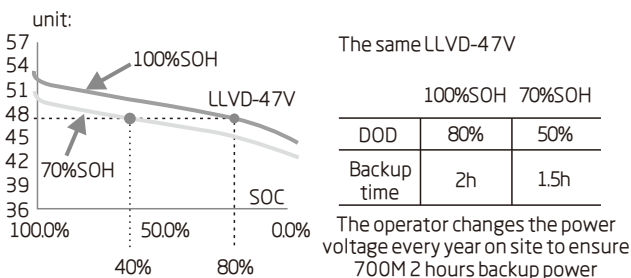 unit:
57
54
51
48
45
42
39
36
100%SOH
LLVD-47V
70%SOH
SOC
100.0%
50.0%
0.0%
40%
80%
The same LLVD-47V
100%SOH 70%SOH
DOD 80% 50%
Backup time 2h 1.5h
The operator changes the power
voltage every year on site to ensure
700M 2 hours backup power